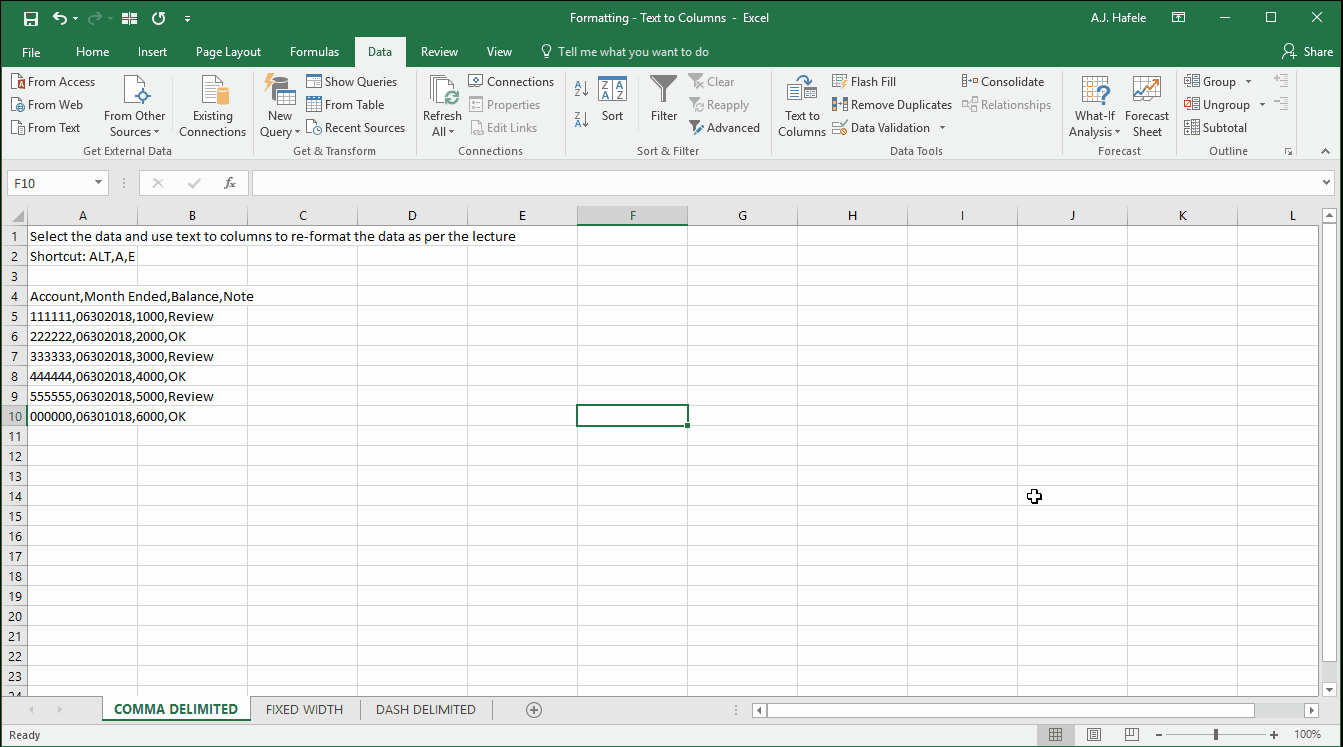 Formatting - Text to Columns - Excel
A.J. Hafele
File Home Insert Page Layout Formulas Data Review View Tell me what you want to do Share
From Access
From Web
From Text
From Other Sources
Existing Connections
Get External Data
New Query
Show Queries
From Table
Recent Sources
Get & Transform
Refresh All
Connections
Properties
Edit Links
Connections
Sort
Filter
Clear
Reapply
Advanced
Sort & Filter
Text to Columns
Flash Fill
Remove Duplicates
Data Validation
Consolidate
Relationships
Data Tools
What-If Analysis
Forecast Sheet
Forecast
Group
Ungroup
Subtotal
Outline
F10 fx
A B C D E F G H I J K L
1 Select the data and use text to columns to re-format the data as per the lecture
2 Shortcut: ALT,A,E
3
4 Account,Month Ended,Balance,Note
5 111111,06302018,1000,Review
6 222222,06302018,2000,OK
7 333333,06302018,3000,Review
8 444444,06302018,4000,OK
9 555555,06302018,5000,Review
10 000000,06301018,6000,OK
11
12
13
14
15
16
17
18
19
20
21
22
23
24
COMMA DELIMITED FIXED WIDTH DASH DELIMITED
Ready 100%